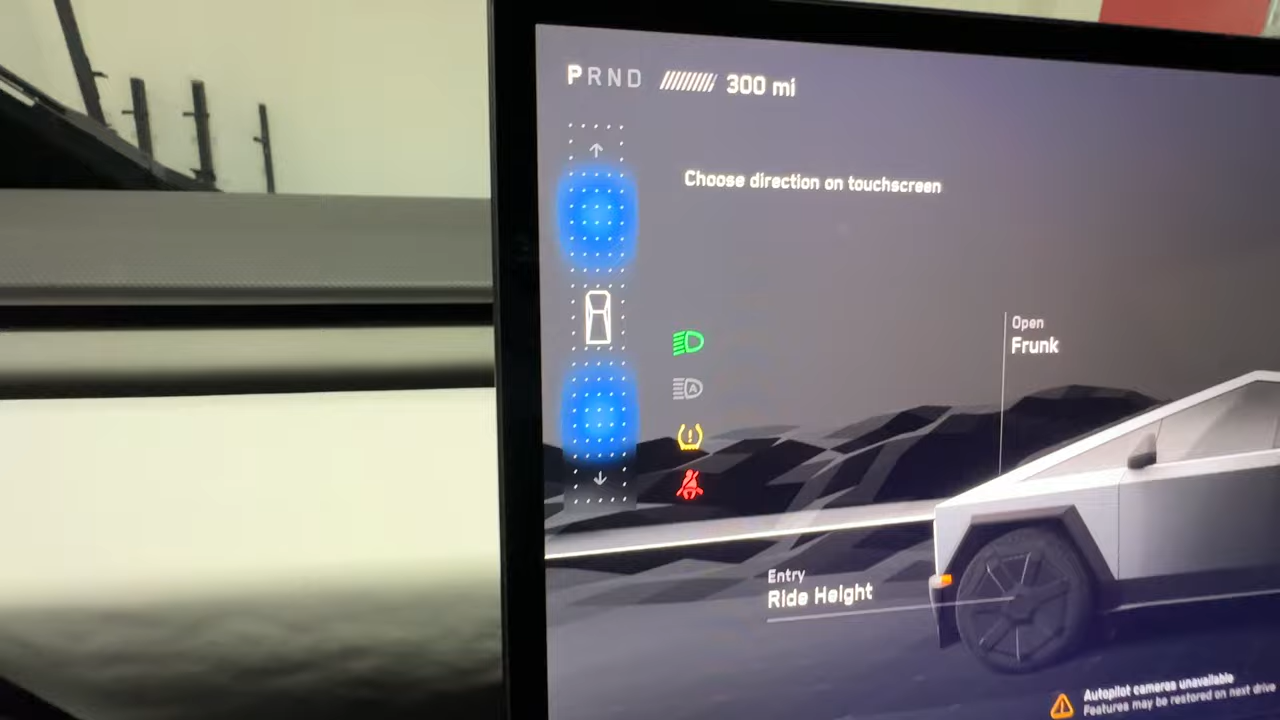 PRND 300 mi
Choose direction on touchscreen
Open
Frunk
A
Entry
Ride Height
Autopilot cameras unavailable
Features may be restored on next drive